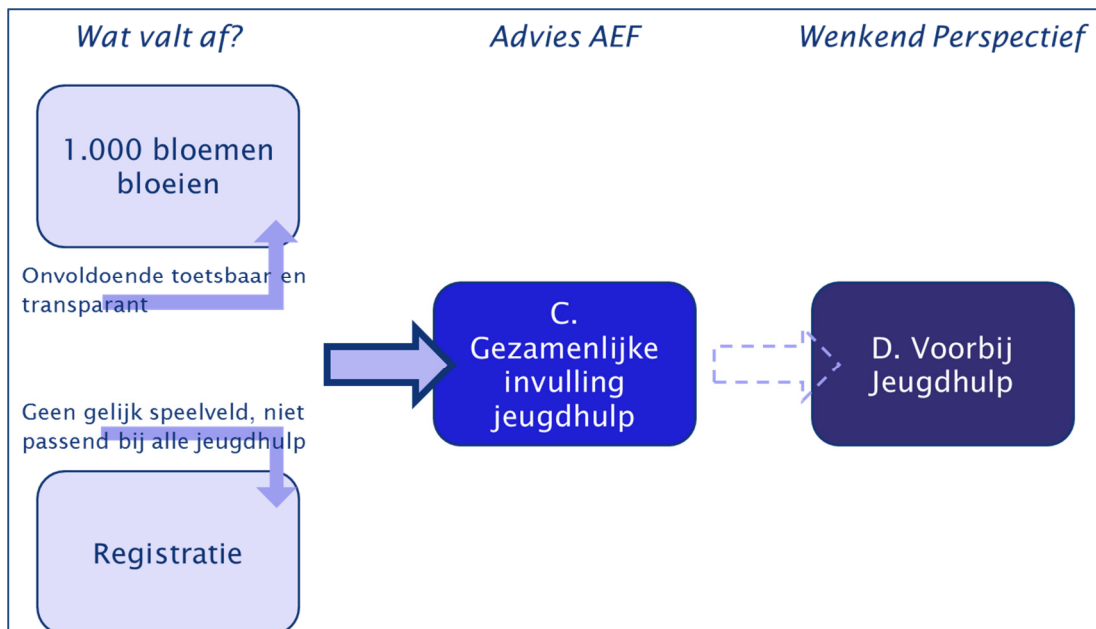 Wat valt af?
Advies AEF
Wenkend Perspectief
1.000 bloemen
bloeien
Onvoldoende toetsbaar en
transparant
Geen gelijk speelveld, niet
passend bij alle jeugdhulp
Registratie
C.
Gezamenlijke
invulling
jeugdhulp
D. Voorbij
Jeugdhulp